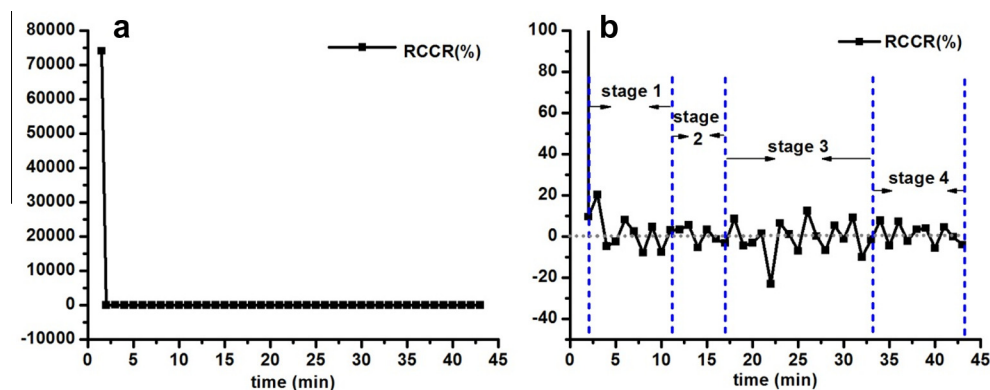 a
RCCR(%)
80000
70000
60000
50000
40000
30000
20000
10000
0
-10000
0 5 10 15 20 25 30 35 40 45
time (min)
b
RCCR(%)
100
80
60
40
20
0
-20
-40
stage 1
stage
2
stage 3
stage 4
0 5 10 15 20 25 30 35 40 45
time (min)